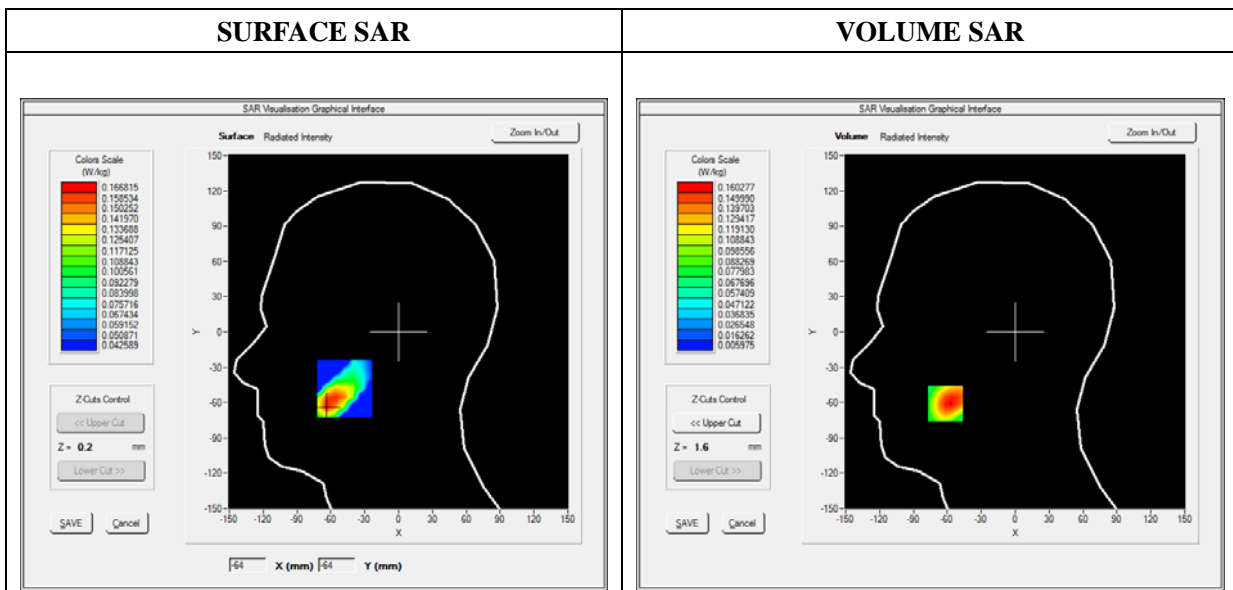 SURFACE SAR
VOLUME SAR
SAR Visualisation Graphical Interface
Surface Radiated Intensity
Zoom In/Out
Colors Scale
(W/kg)
0.166815
0.158534
0.150252
0.141970
0.133688
0.125407
0.117125
0.108843
0.100561
0.092279
0.083998
0.075716
0.067434
0.059152
0.050871
0.042589
Z-Cuts Control
<< Upper Cut
Z = 0.2 mm
Lower Cut >>
SAVE Cancel
150
120
90
60
30
Y 0
-30
-60
-90
-120
-150
-150 -120 -90 -60 -30 0 30 60 90 120 150
X
-64 X (mm) -64 Y (mm)
SAR Visualisation Graphical Interface
Volume Radiated Intensity
Zoom In/Out
Colors Scale
(W/kg)
0.160277
0.149990
0.139703
0.129417
0.119130
0.108843
0.098556
0.088269
0.077983
0.067696
0.057409
0.047122
0.036835
0.026548
0.016262
0.005975
Z-Cuts Control
<< Upper Cut
Z = 1.6 mm
Lower Cut >>
SAVE Cancel
150
120
90
60
30
Y 0
-30
-60
-90
-120
-150
-150 -120 -90 -60 -30 0 30 60 90 120 150
X